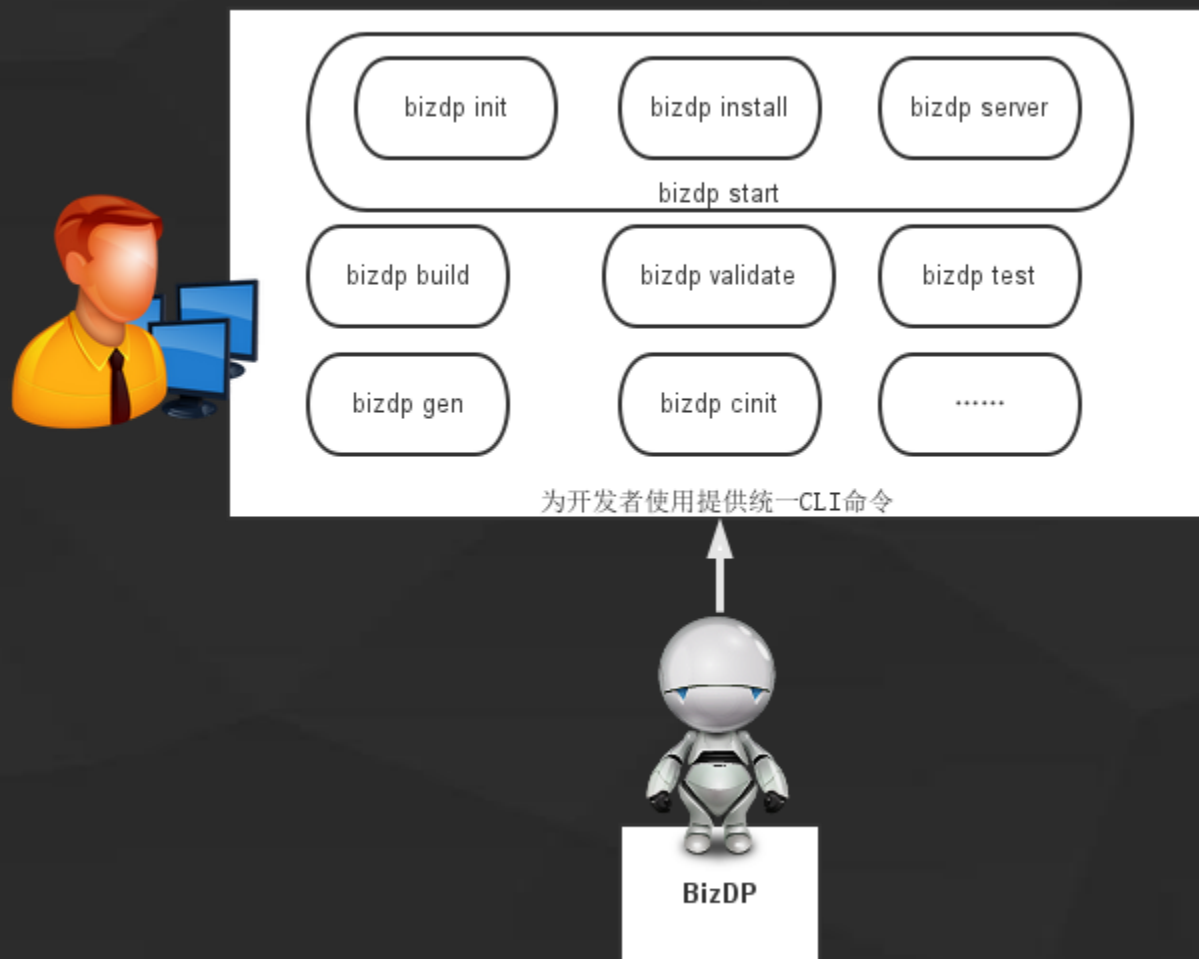 bizdp init
bizdp install
bizdp server
bizdp start
bizdp build
bizdp validate
bizdp test
bizdp gen
bizdp cinit
······
为开发者使用提供统一CLI命令
BizDP